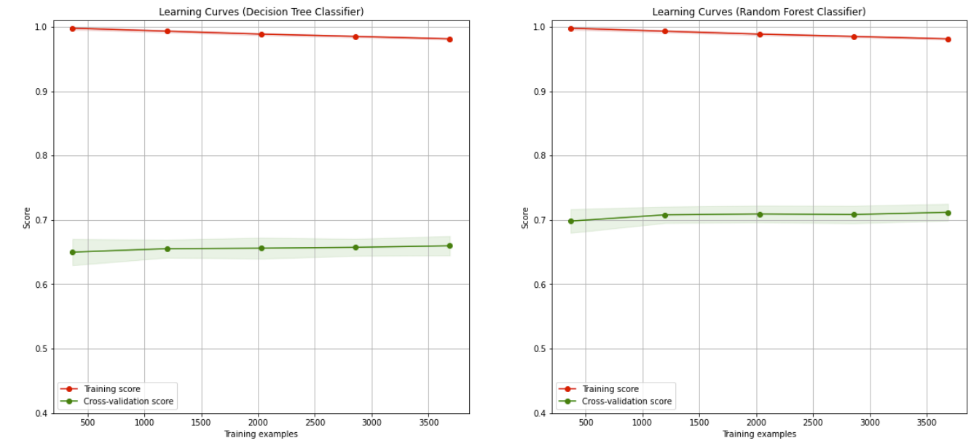 Learning Curves (Decision Tree Classifier)
1.0
0.9
0.8
0.7
0.6
0.5
0.4
Score
Training score
Cross-validation score
500 1000 1500 2000 2500 3000 3500
Training examples
Learning Curves (Random Forest Classifier)
1.0
0.9
0.8
0.7
0.6
0.5
0.4
Score
Training score
Cross-validation score
500 1000 1500 2000 2500 3000 3500
Training examples